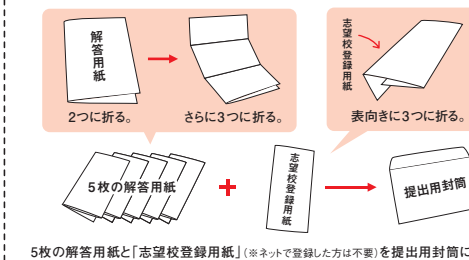 解答用紙
志望校登録用紙
2つに折る。
さらに3つに折る。
表向きに3つに折る。
5枚の解答用紙
+
志望校登録用紙
提出用封筒
5枚の解答用紙と「志望校登録用紙」(※ネットで登録した方は不要)を提出用封筒に